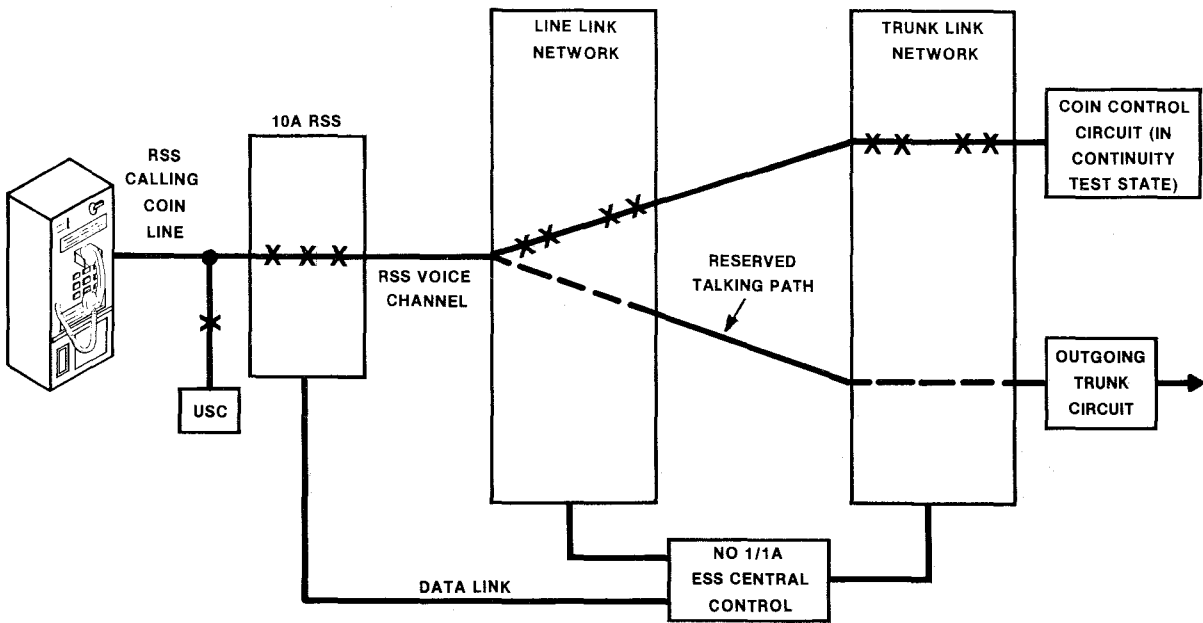 LINE LINK
NETWORK
TRUNK LINK
NETWORK
10A RSS
RSS
CALLING
COIN
LINE
COIN CONTROL
CIRCUIT (IN
CONTINUITY
TEST STATE)
RSS VOICE
CHANNEL
RESERVED
TALKING PATH
USC
OUTGOING
TRUNK
CIRCUIT
NO 1/1A
ESS CENTRAL
CONTROL
DATA LINK